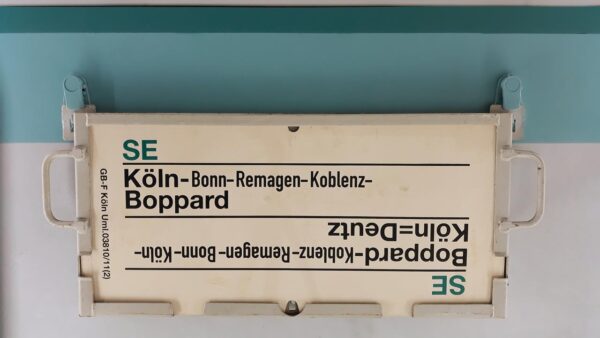 SE
Köln-Bonn-Remagen-Koblenz-
Boppard
SE
Boppard-Koblenz-Remagen-Bonn-Köln-
Köln=Deutz
GB-F Köln Uml.03810/11(2)